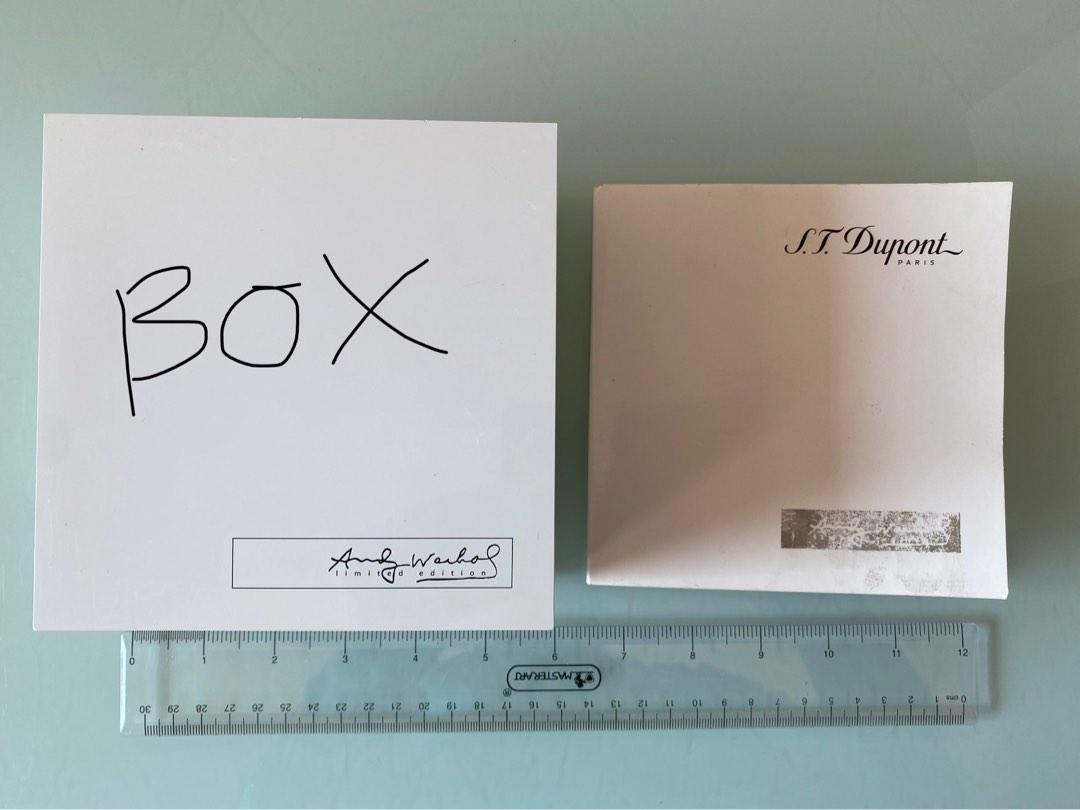 BOX
Andy Warhol
limited edition
S.T. Dupont
PARIS
0 1 2 3 4 5 6 7 8 9 10 11 12
MASTERART
®
30 29 28 27 26 25 24 23 22 21 20 19 18 17 16 15 14 13 12 11 10 9 8 7 6 5 4 3 2 1 0 cms